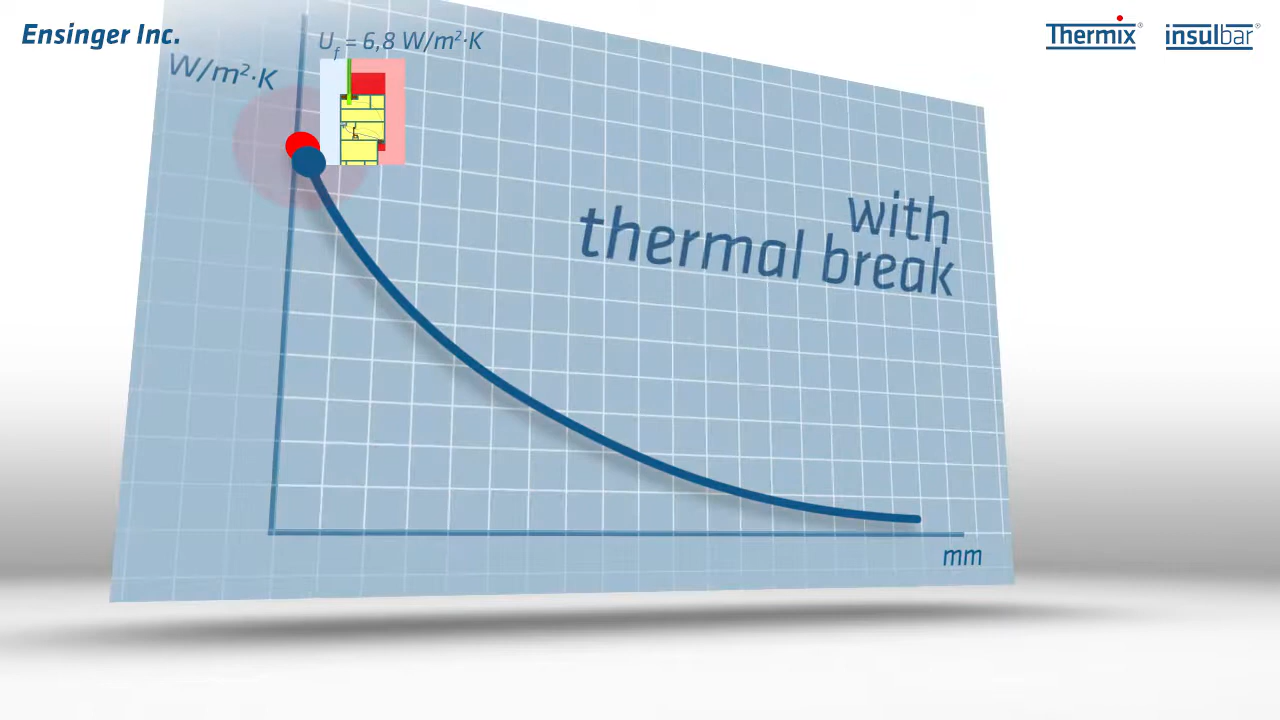 Ensinger Inc.
Thermix® insulbar®
U_f = 6,8 W/m²·K
W/m²·K
with
thermal break
mm